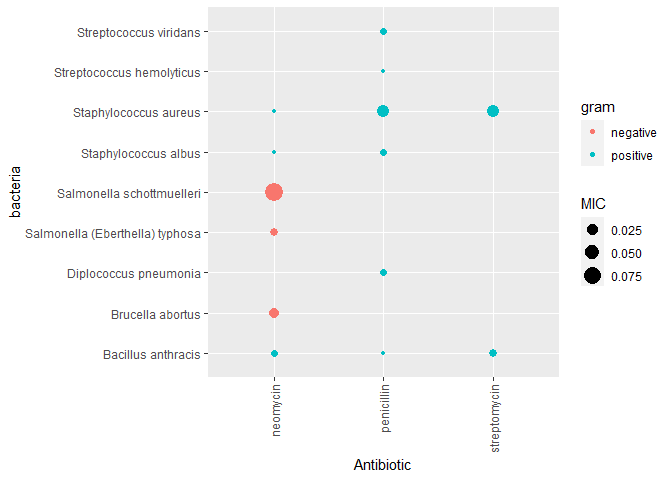 Streptococcus viridans
Streptococcus hemolyticus
Staphylococcus aureus
Staphylococcus albus
Salmonella schottmuelleri
Salmonella (Eberthella) typhosa
Diplococcus pneumonia
Brucella abortus
Bacillus anthracis
bacteria
neomycin
penicillin
streptomycin
Antibiotic
gram
negative
positive
MIC
0.025
0.050
0.075